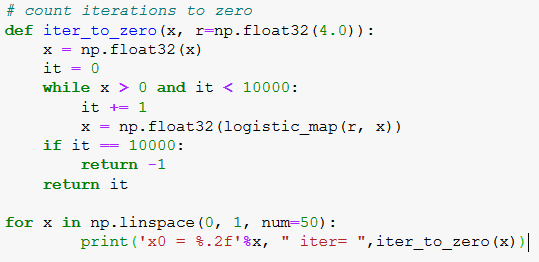 # count iterations to zero
def iter_to_zero(x, r=np.float32(4.0)):
    x = np.float32(x)
    it = 0
    while x > 0 and it < 10000:
        it += 1
        x = np.float32(logistic_map(r, x))
    if it == 10000:
        return -1
    return it

for x in np.linspace(0, 1, num=50):
        print('x0 = %.2f'%x, " iter= ",iter_to_zero(x))